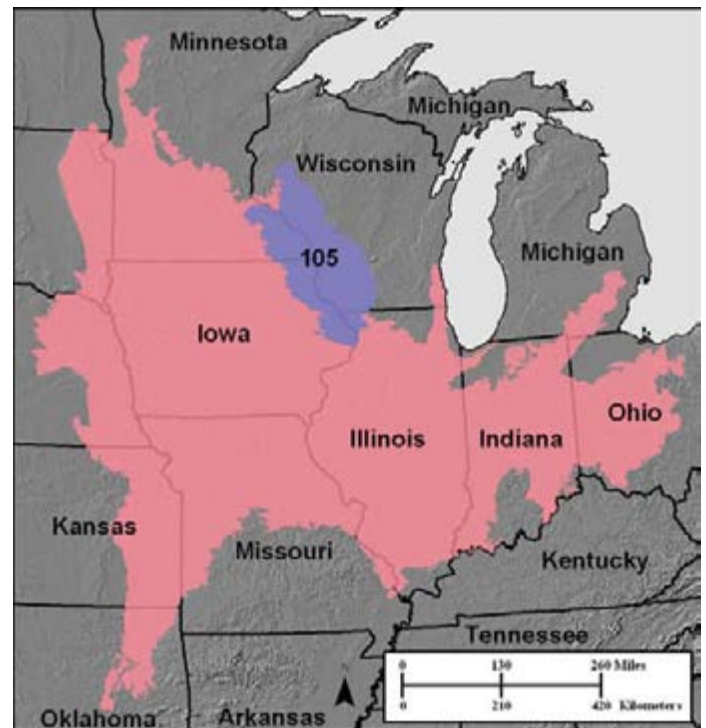 Minnesota
Michigan
Wisconsin
Michigan
105
Iowa
Illinois
Indiana
Ohio
Kansas
Missouri
Kentucky
Tennessee
0 130 260 Miles
0 210 420 Kilometers
N
Oklahoma
Arkansas